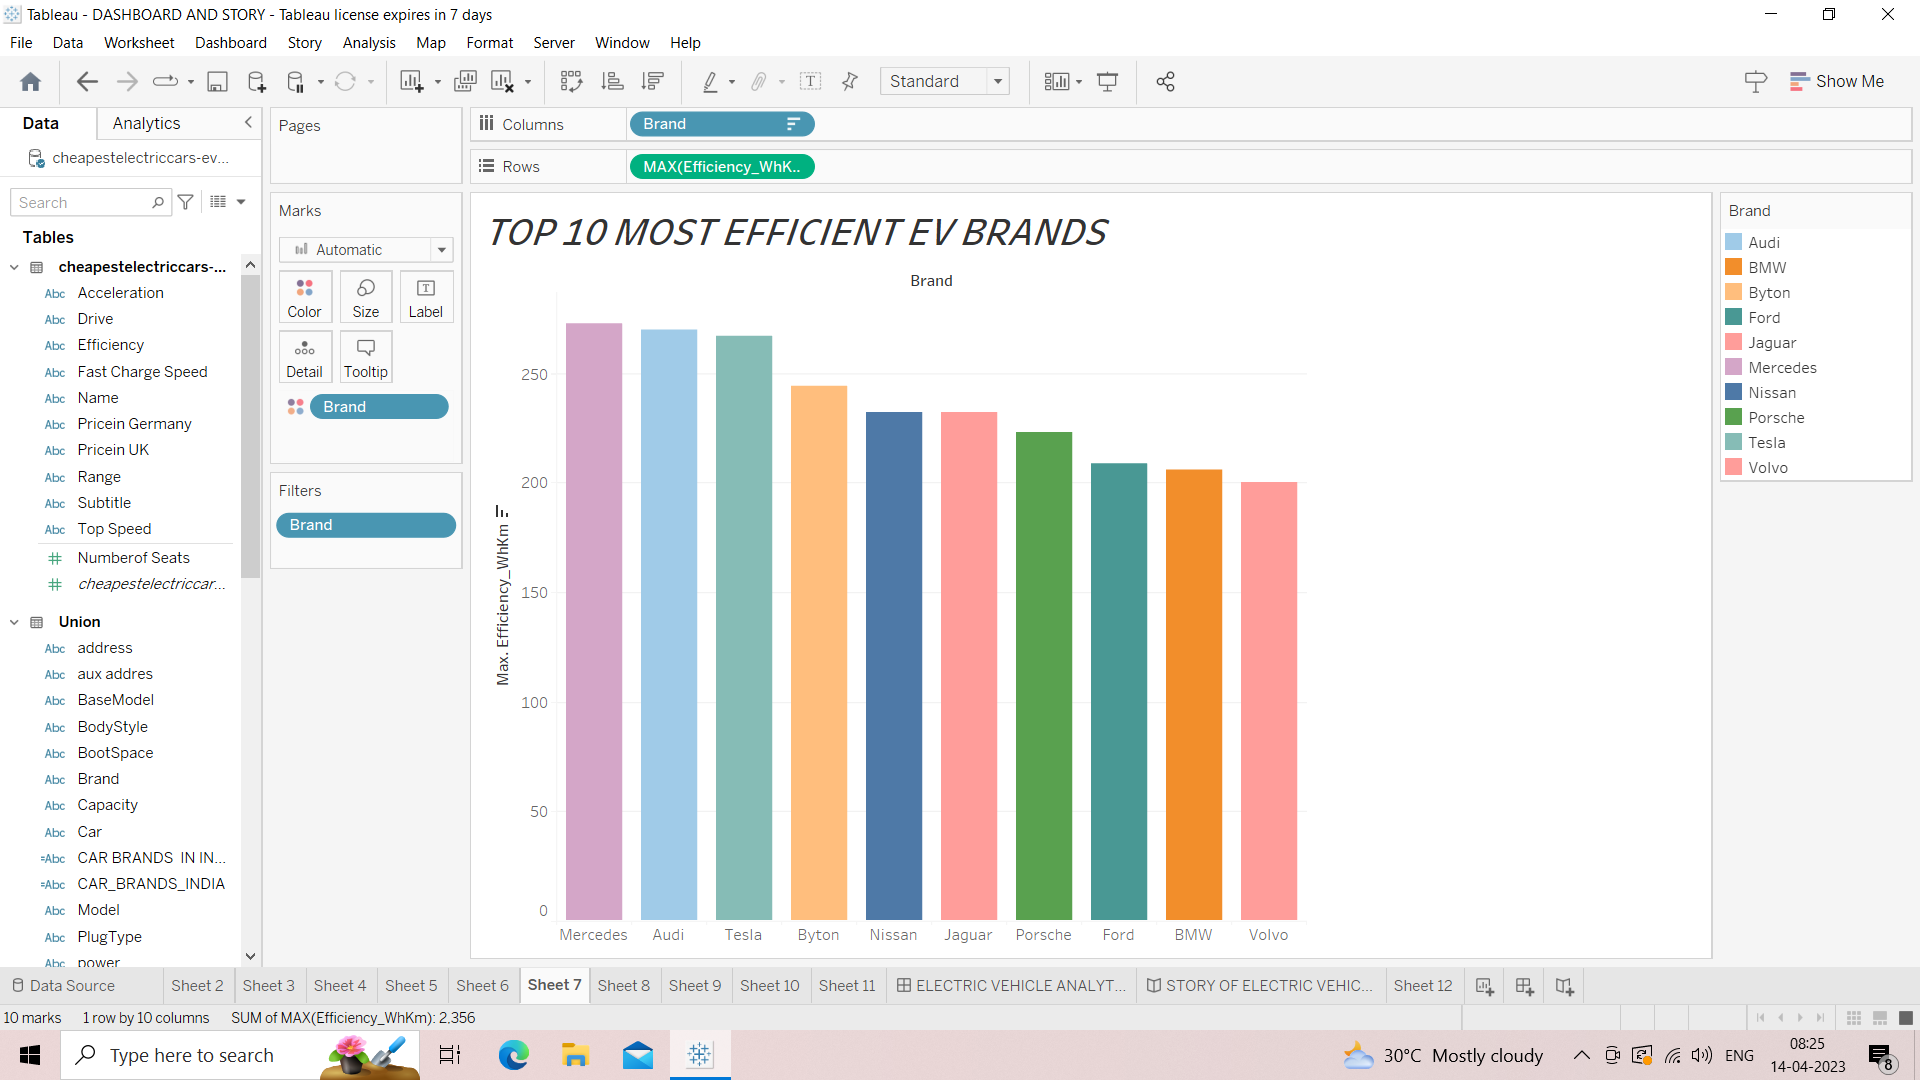 Tableau - DASHBOARD AND STORY - Tableau license expires in 7 days
File Data Worksheet Dashboard Story Analysis Map Format Server Window Help
Standard
Show Me
Data Analytics
cheapestelectriccars-ev...
Search
Tables
cheapestelectriccars-...
Abc Acceleration
Abc Drive
Abc Efficiency
Abc Fast Charge Speed
Abc Name
Abc Pricein Germany
Abc Pricein UK
Abc Range
Abc Subtitle
Abc Top Speed
Numberof Seats
cheapestelectriccar...
Union
Abc address
Abc aux addres
Abc BaseModel
Abc BodyStyle
Abc BootSpace
Abc Brand
Abc Capacity
Abc Car
=Abc CAR BRANDS IN IN...
=Abc CAR_BRANDS_INDIA
Abc Model
Abc PlugType
Abc power
Pages
Marks
Automatic
Color Size Label
Detail Tooltip
Brand
Filters
Brand
Columns Brand
Rows MAX(Efficiency_WhK..
TOP 10 MOST EFFICIENT EV BRANDS
Brand
Max. Efficiency_WhKm
250
200
150
100
50
0
Mercedes Audi Tesla Byton Nissan Jaguar Porsche Ford BMW Volvo
Brand
Audi
BMW
Byton
Ford
Jaguar
Mercedes
Nissan
Porsche
Tesla
Volvo
Data Source Sheet 2 Sheet 3 Sheet 4 Sheet 5 Sheet 6 Sheet 7 Sheet 8 Sheet 9 Sheet 10 Sheet 11 ELECTRIC VEHICLE ANALYT... STORY OF ELECTRIC VEHIC... Sheet 12
10 marks 1 row by 10 columns SUM of MAX(Efficiency_WhKm): 2,356
Type here to search
30°C Mostly cloudy
ENG
08:25
14-04-2023
8